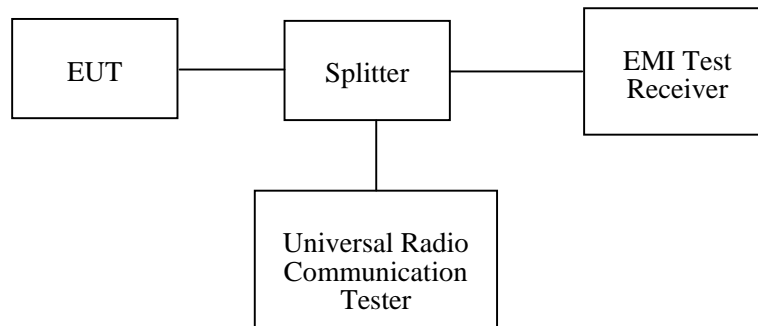 EUT
Splitter
EMI Test
Receiver
Universal Radio
Communication
Tester